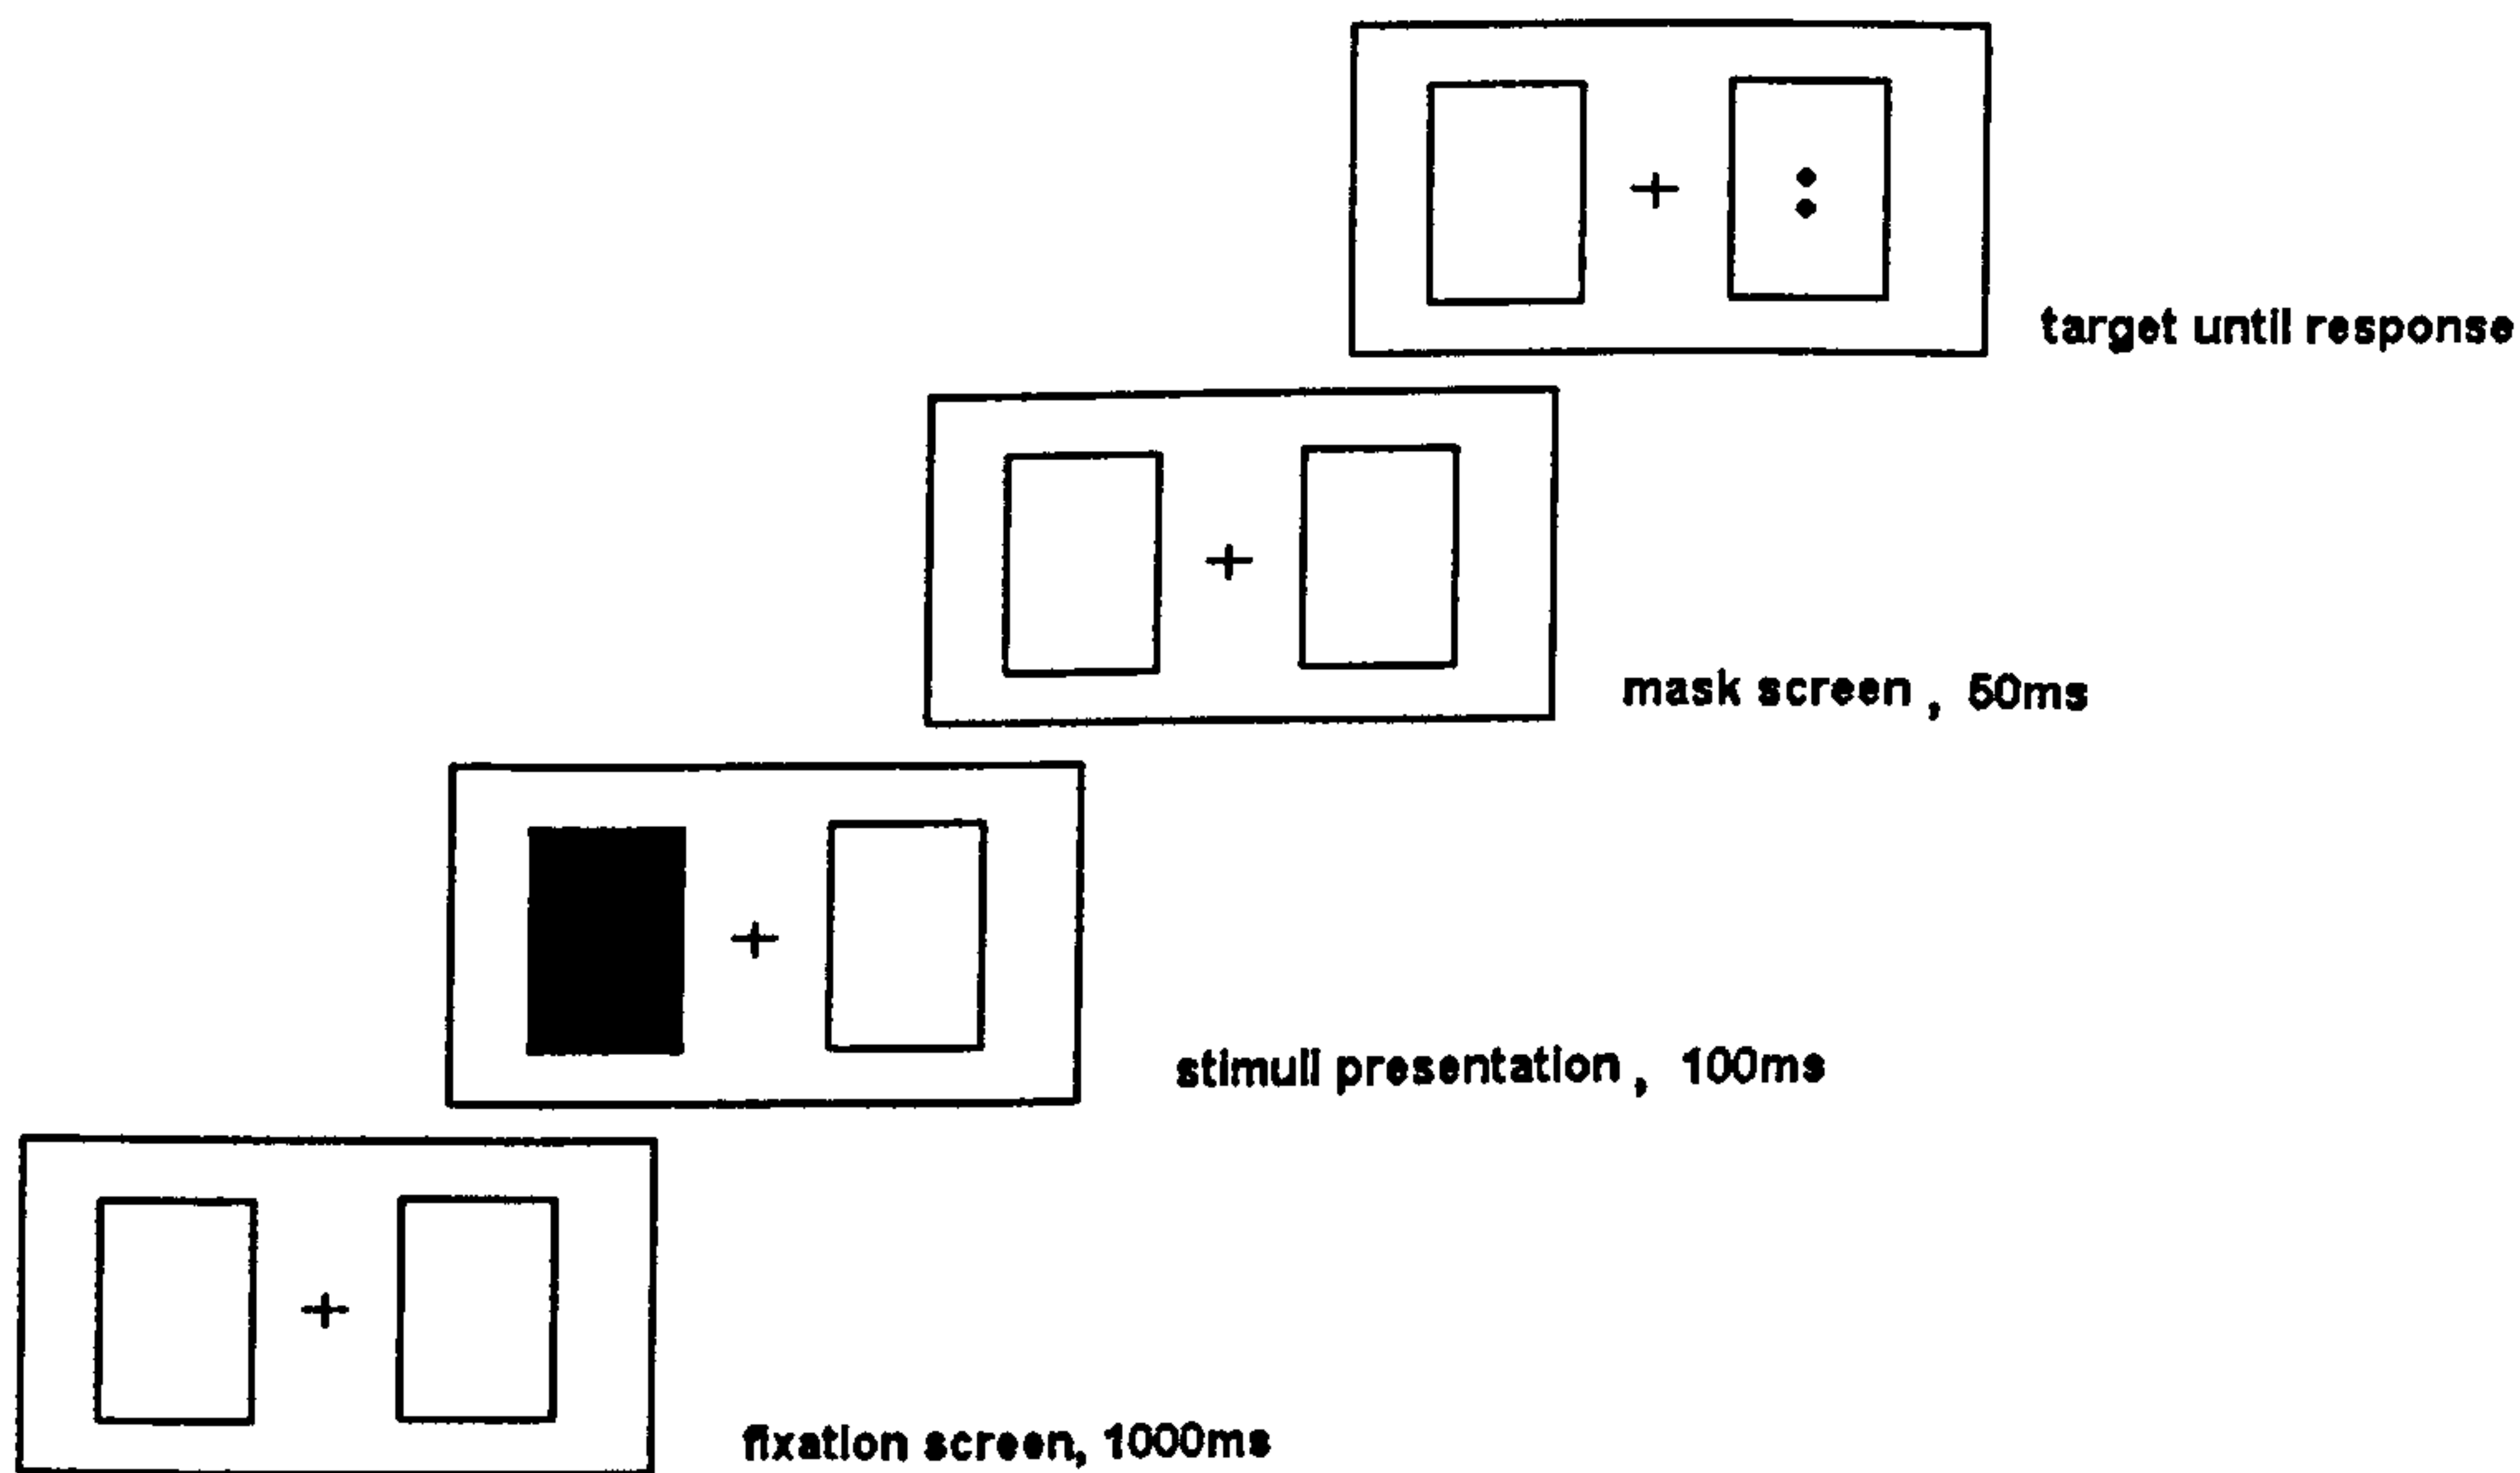 target until response
mask screen , 50ms
stimuli presentation , 100ms
fixation screen, 1000ms